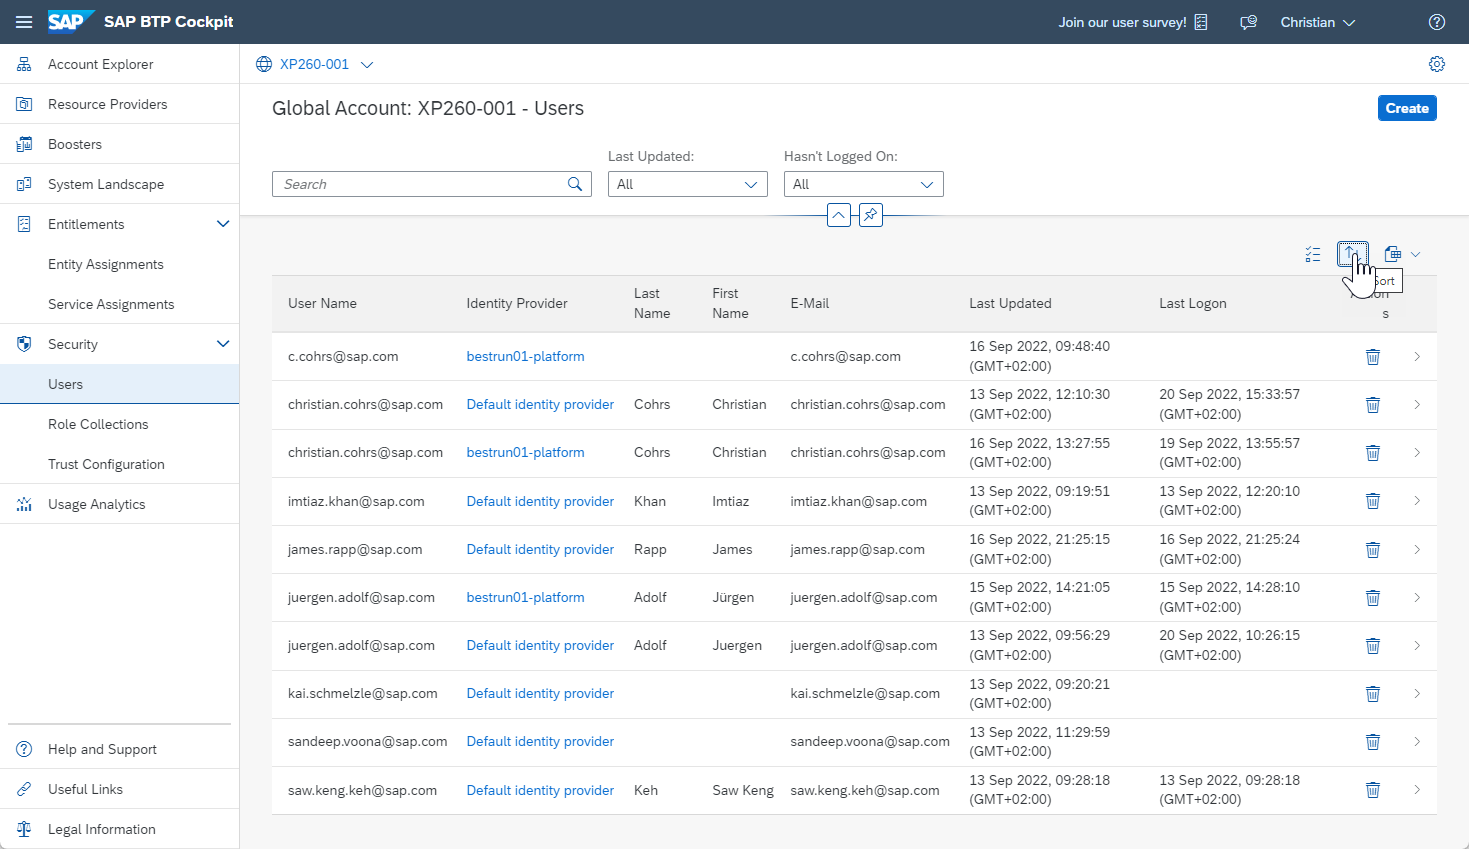 SAP SAP BTP Cockpit
Join our user survey!
Christian
Account Explorer
Resource Providers
Boosters
System Landscape
Entitlements
Entity Assignments
Service Assignments
Security
Users
Role Collections
Trust Configuration
Usage Analytics
Help and Support
Useful Links
Legal Information
XP260-001
Global Account: XP260-001 - Users
Create
Last Updated:
Hasn't Logged On:
Search
All
All
Sort
User Name
Identity Provider
Last
Name
First
Name
E-Mail
Last Updated
Last Logon
s
c.cohrs@sap.com bestrun01-platform c.cohrs@sap.com 16 Sep 2022, 09:48:40
(GMT+02:00)
christian.cohrs@sap.com Default identity provider Cohrs Christian christian.cohrs@sap.com 13 Sep 2022, 12:10:30 20 Sep 2022, 15:33:57
(GMT+02:00) (GMT+02:00)
christian.cohrs@sap.com bestrun01-platform Cohrs Christian christian.cohrs@sap.com 16 Sep 2022, 13:27:55 19 Sep 2022, 13:55:57
(GMT+02:00) (GMT+02:00)
imtiaz.khan@sap.com Default identity provider Khan Imtiaz imtiaz.khan@sap.com 13 Sep 2022, 09:19:51 13 Sep 2022, 12:20:10
(GMT+02:00) (GMT+02:00)
james.rapp@sap.com Default identity provider Rapp James james.rapp@sap.com 16 Sep 2022, 21:25:15 16 Sep 2022, 21:25:24
(GMT+02:00) (GMT+02:00)
juergen.adolf@sap.com bestrun01-platform Adolf Jürgen juergen.adolf@sap.com 15 Sep 2022, 14:21:05 15 Sep 2022, 14:28:10
(GMT+02:00) (GMT+02:00)
juergen.adolf@sap.com Default identity provider Adolf Juergen juergen.adolf@sap.com 13 Sep 2022, 09:56:29 20 Sep 2022, 10:26:15
(GMT+02:00) (GMT+02:00)
kai.schmelzle@sap.com Default identity provider kai.schmelzle@sap.com 13 Sep 2022, 09:20:21
(GMT+02:00)
sandeep.voona@sap.com Default identity provider sandeep.voona@sap.com 13 Sep 2022, 11:29:59
(GMT+02:00)
saw.keng.keh@sap.com Default identity provider Keh Saw Keng saw.keng.keh@sap.com 13 Sep 2022, 09:28:18 13 Sep 2022, 09:28:18
(GMT+02:00) (GMT+02:00)